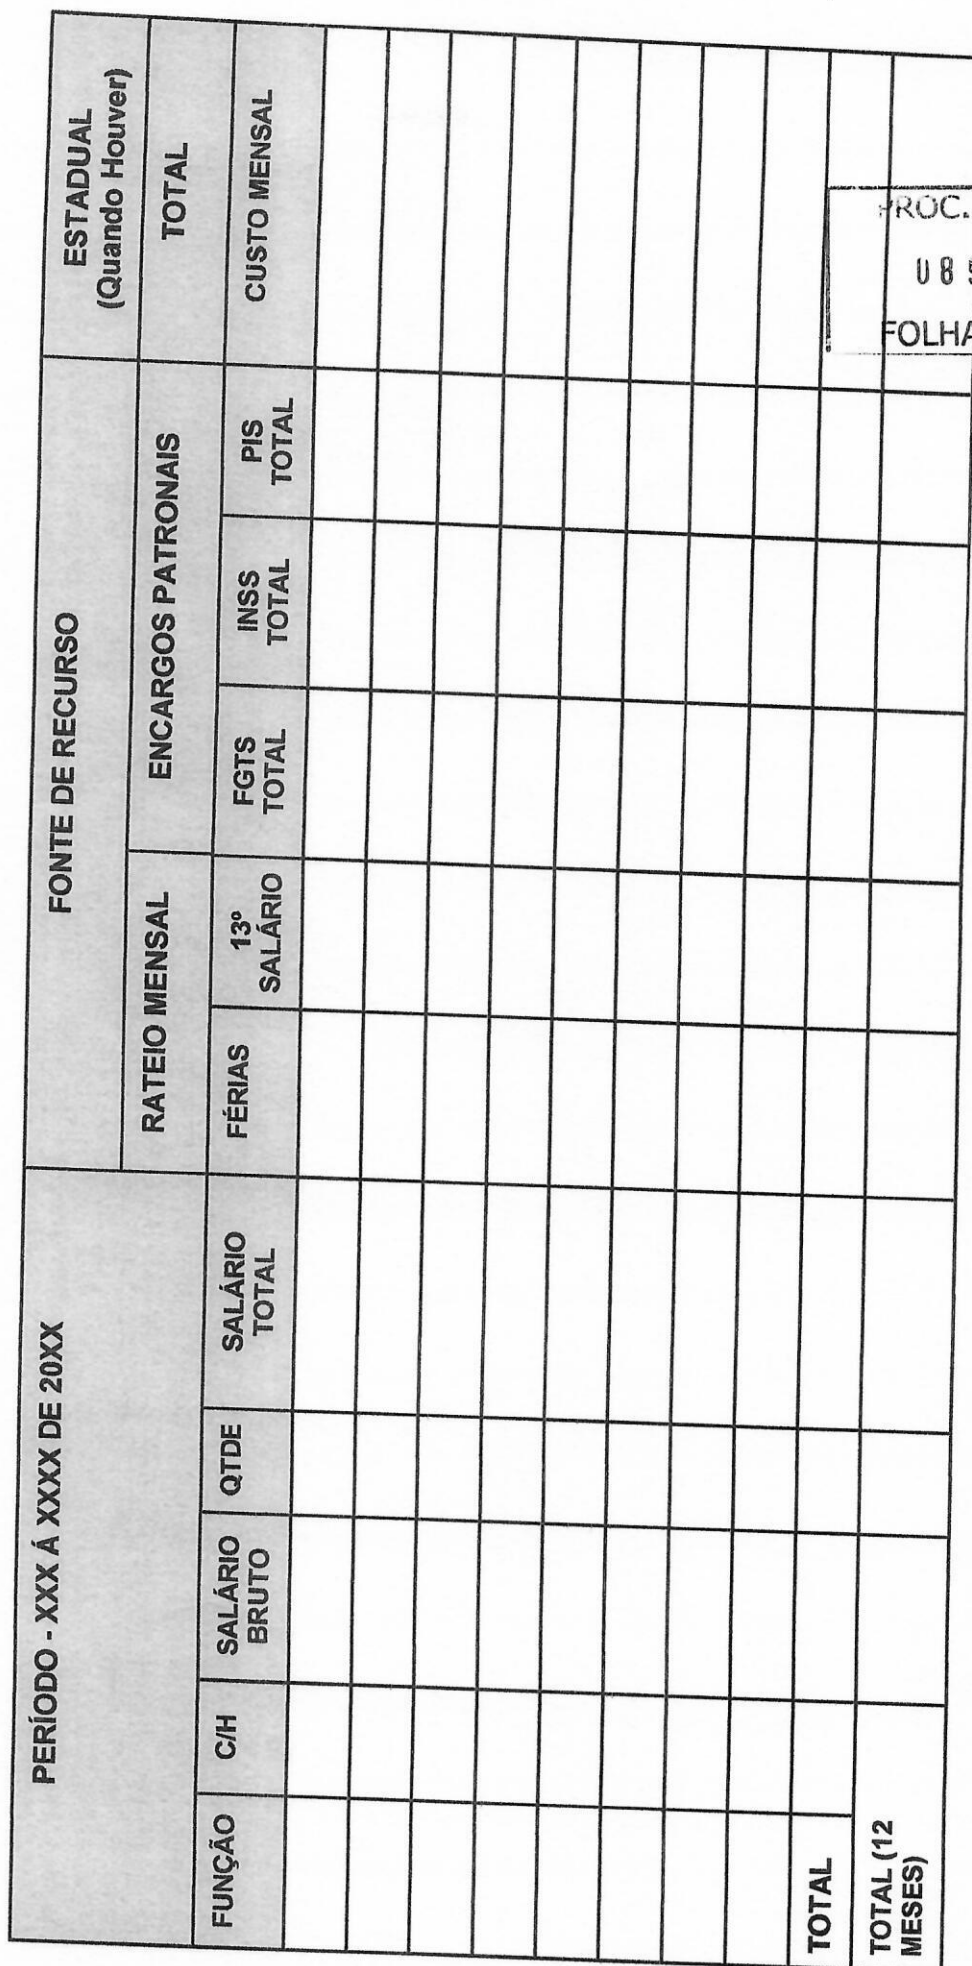 PERÍODO - XXX Á XXXX DE 20XX
FONTE DE RECURSO
ESTADUAL
(Quando Houver)
RATEIO MENSAL
ENCARGOS PATRONAIS
TOTAL
FUNÇÃO
C/H
SALÁRIO
BRUTO
QTDE
SALÁRIO
TOTAL
FÉRIAS
13º
SALÁRIO
FGTS
TOTAL
INSS
TOTAL
PIS
TOTAL
CUSTO MENSAL
TOTAL
TOTAL (12
MESES)
PROC.
08
FOLHA